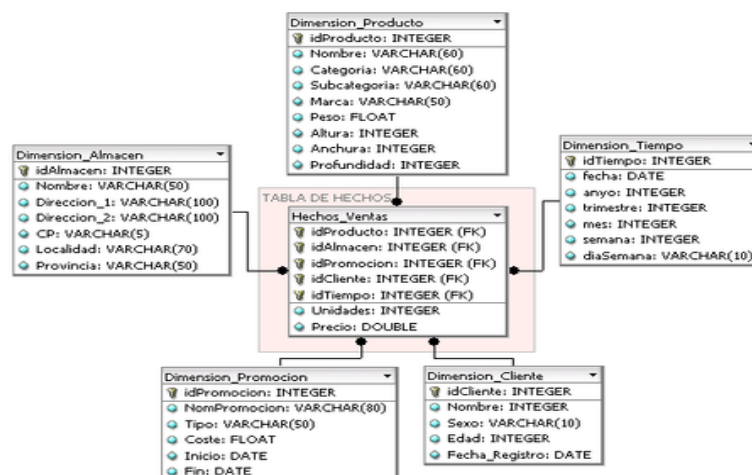 Dimension_Producto
idProducto: INTEGER
Nombre: VARCHAR(60)
Categoria: VARCHAR(60)
Subcategoria: VARCHAR(60)
Marca: VARCHAR(50)
Peso: FLOAT
Altura: INTEGER
Anchura: INTEGER
Profundidad: INTEGER
Dimension_Almacen
idAlmacen: INTEGER
Nombre: VARCHAR(50)
Direccion_1: VARCHAR(100)
Direccion_2: VARCHAR(100)
CP: VARCHAR(5)
Localidad: VARCHAR(70)
Provincia: VARCHAR(50)
TABLA DE HECHOS
Hechos_Ventas
idProducto: INTEGER (FK)
idAlmacen: INTEGER (FK)
idPromocion: INTEGER (FK)
idCliente: INTEGER (FK)
idTiempo: INTEGER (FK)
Unidades: INTEGER
Precio: DOUBLE
Dimension_Tiempo
idTiempo: INTEGER
fecha: DATE
anyo: INTEGER
trimestre: INTEGER
mes: INTEGER
semana: INTEGER
diaSemana: VARCHAR(10)
Dimension_Promocion
idPromocion: INTEGER
NomPromocion: VARCHAR(80)
Tipo: VARCHAR(50)
Coste: FLOAT
Inicio: DATE
Fin: DATE
Dimension_Cliente
idCliente: INTEGER
Nombre: INTEGER
Sexo: VARCHAR(10)
Edad: INTEGER
Fecha_Registro: DATE